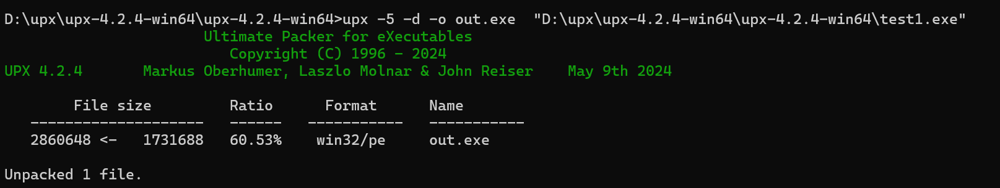 D:\upx\upx-4.2.4-win64\upx-4.2.4-win64>upx -5 -d -o out.exe  "D:\upx\upx-4.2.4-win64\upx-4.2.4-win64\test1.exe"
                       Ultimate Packer for eXecutables
                          Copyright (C) 1996 - 2024
UPX 4.2.4       Markus Oberhumer, Laszlo Molnar & John Reiser    May 9th 2024
        File size         Ratio      Format      Name
   --------------------   ------   -----------   -----------
   2860648 <-   1731688   60.53%    win32/pe     out.exe
Unpacked 1 file.